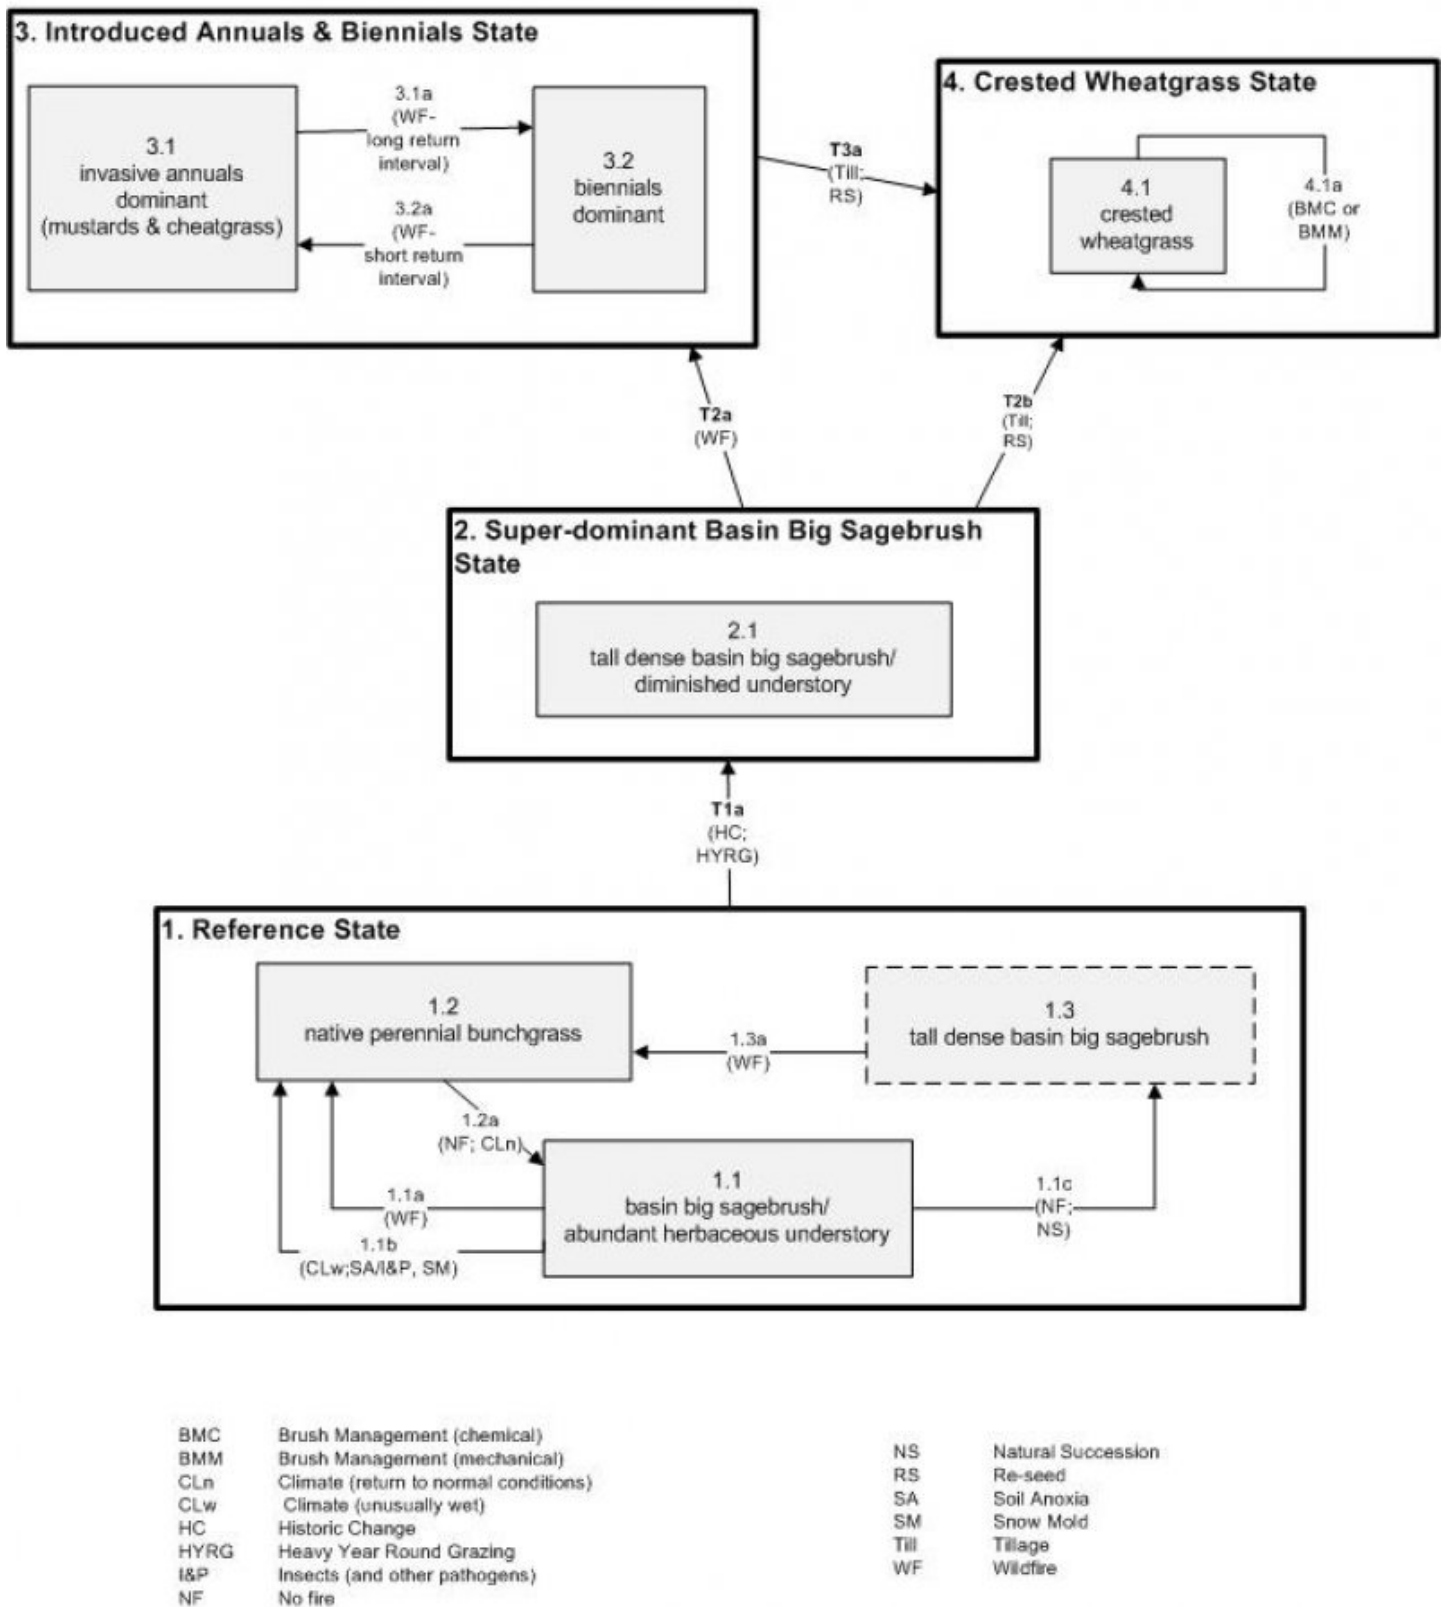 3. Introduced Annuals & Biennials State
3.1
invasive annuals
dominant
(mustards & cheatgrass)
3.1a
(WF-
long return
interval)
3.2a
(WF-
short return
interval)
3.2
biennials
dominant
T3a
(Till;
RS)
4. Crested Wheatgrass State
4.1
crested
wheatgrass
4.1a
(BMC or
BMM)
T2a
(WF)
T2b
(Till;
RS)
2. Super-dominant Basin Big Sagebrush
State
2.1
tall dense basin big sagebrush/
diminished understory
T1a
(HC;
HYRG)
1. Reference State
1.2
native perennial bunchgrass
1.3a
(WF)
1.3
tall dense basin big sagebrush
1.2a
(NF; CLn)
1.1a
(WF)
1.1b
(CLw;SA/I&P, SM)
1.1
basin big sagebrush/
abundant herbaceous understory
1.1c
(NF;
NS)
BMC Brush Management (chemical)
BMM Brush Management (mechanical)
CLn Climate (return to normal conditions)
CLw Climate (unusually wet)
HC Historic Change
HYRG Heavy Year Round Grazing
I&P Insects (and other pathogens)
NF No fire
NS Natural Succession
RS Re-seed
SA Soil Anoxia
SM Snow Mold
Till Tillage
WF Wildfire